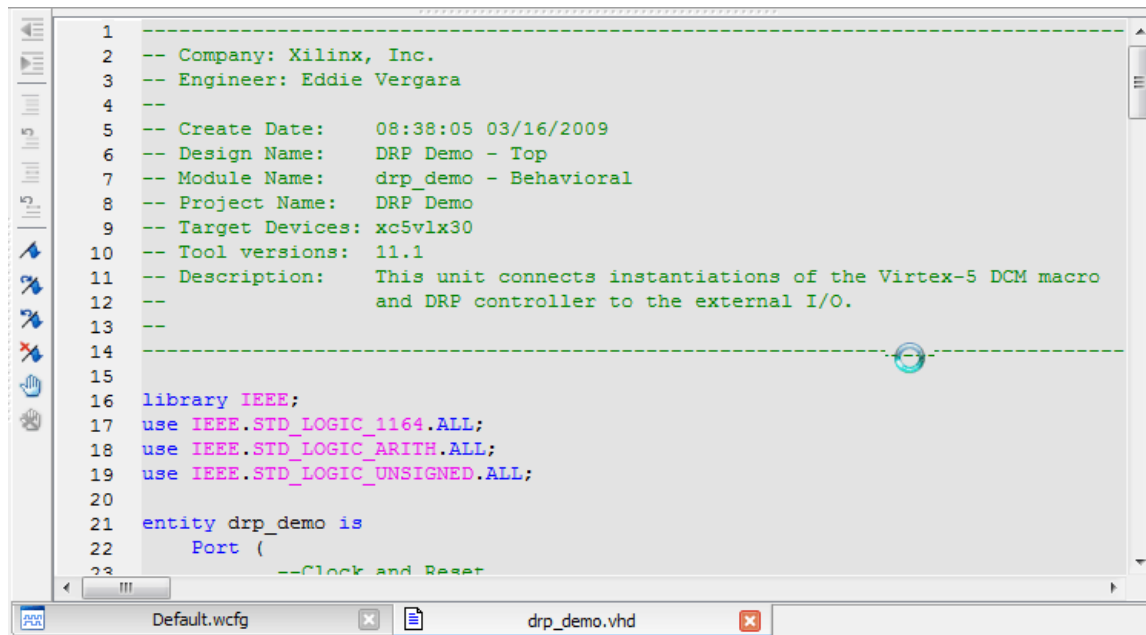 1 --------------------------------------------------------------------------------
2 -- Company: Xilinx, Inc.
3 -- Engineer: Eddie Vergara
4 --
5 -- Create Date:    08:38:05 03/16/2009
6 -- Design Name:    DRP Demo - Top
7 -- Module Name:    drp_demo - Behavioral
8 -- Project Name:   DRP Demo
9 -- Target Devices: xc5vlx30
10 -- Tool versions:  11.1
11 -- Description:    This unit connects instantiations of the Virtex-5 DCM macro
12 --                 and DRP controller to the external I/O.
13 --
14 --------------------------------------------------------------------------------
15
16 library IEEE;
17 use IEEE.STD_LOGIC_1164.ALL;
18 use IEEE.STD_LOGIC_ARITH.ALL;
19 use IEEE.STD_LOGIC_UNSIGNED.ALL;
20
21 entity drp_demo is
22     Port (
23           --Clock and Reset
Default.wcfg drp_demo.vhd